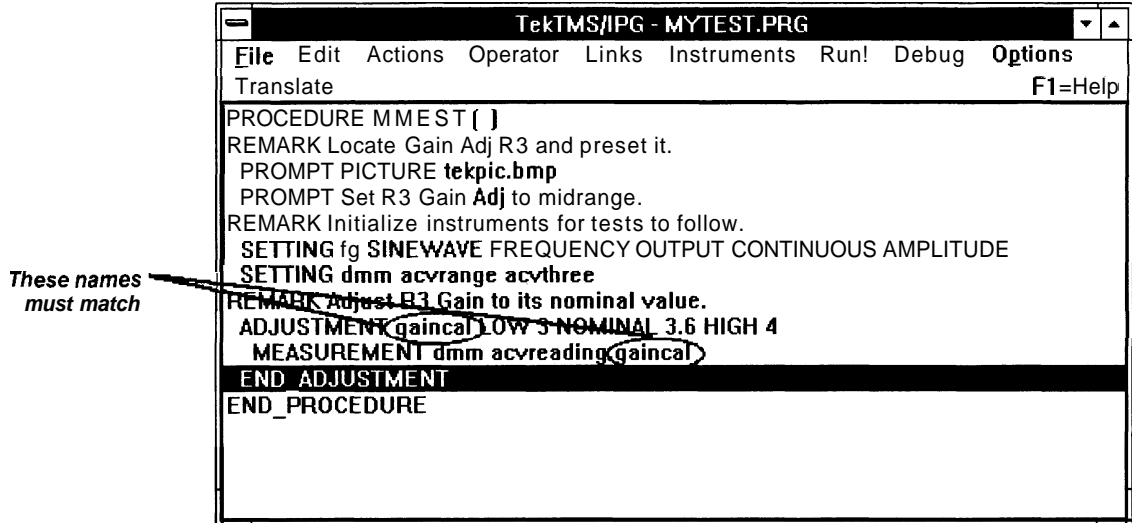 TekTMS/IPG - MYTEST.PRG
File Edit Actions Operator Links Instruments Run! Debug Options
Translate F1=Help
PROCEDURE MMEST( )
REMARK Locate Gain Adj R3 and preset it.
PROMPT PICTURE tekpic.bmp
PROMPT Set R3 Gain Adj to midrange.
REMARK Initialize instruments for tests to follow.
SETTING fg SINEWAVE FREQUENCY OUTPUT CONTINUOUS AMPLITUDE
SETTING dmm acvrange acvthree
These names
must match
REMARK Adjust R3 Gain to its nominal value.
ADJUSTMENT gaincal LOW 3 NOMINAL 3.6 HIGH 4
MEASUREMENT dmm acvreading gaincal
END_ADJUSTMENT
END_PROCEDURE